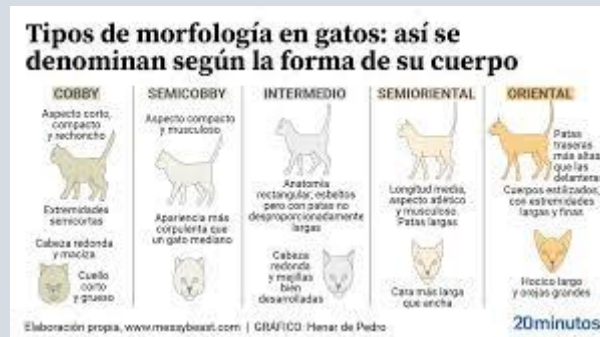 Tipos de morfología en gatos: así se
denominan según la forma de su cuerpo
COBBY
Aspecto corto,
compacto
y rechoncho
Extremidades
semicortas
Cabeza redonda
y maciza
Cuello
corto
y grueso
SEMICOBBY
Aspecto compacto
y musculoso
Apariencia más
corpulenta que
un gato mediano
INTERMEDIO
Anatomía
rectangular, esbeltos
pero con patas no
desproporcionadamente
largas
Cabeza
redonda
y mejillas
bien
desarrolladas
SEMIORIENTAL
Longitud media,
aspecto atlético
y musculoso.
Patas largas
Cara más larga
que ancha
ORIENTAL
Patas
traseras
más altas
que las
delanteras
Cuerpos estilizados,
con estremidades
largas y finas
Hocico largo
y orejas grandes
Elaboración propia, www.messybeast.com | GRÁFICO: Henar de Pedro
20minutos